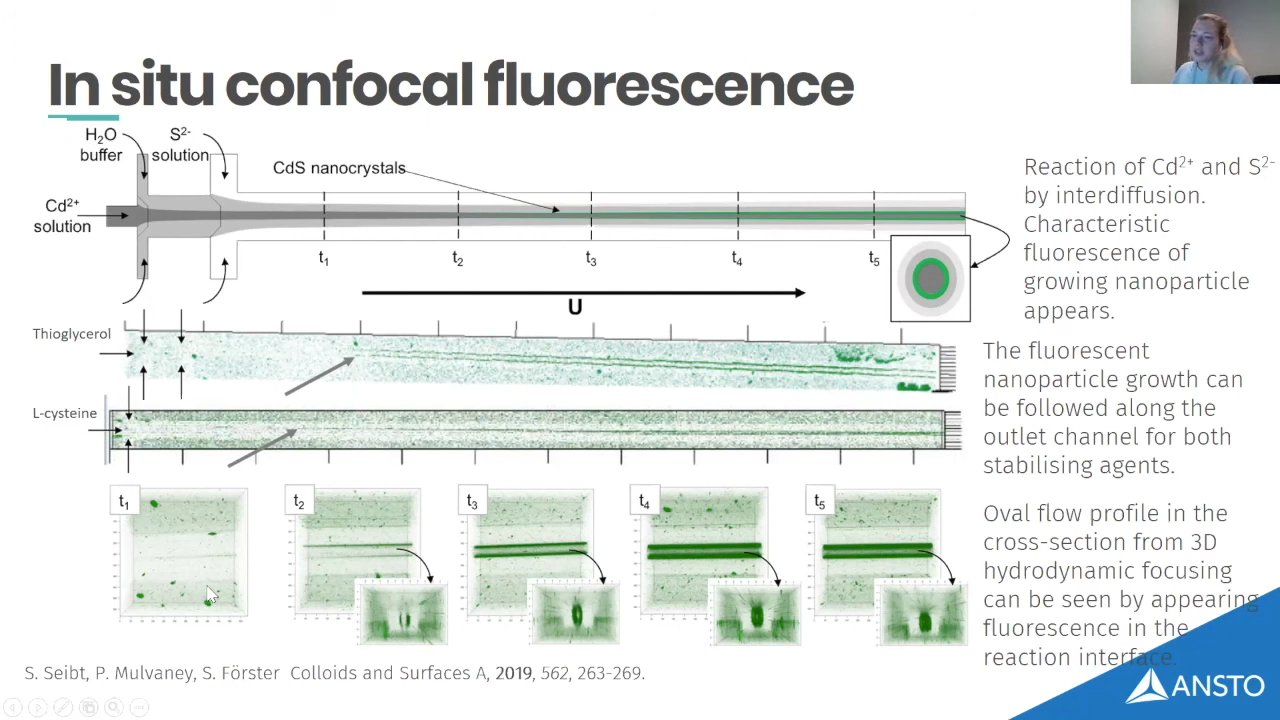 In situ confocal fluorescence
H₂O
buffer
S²⁻
solution
CdS nanocrystals
Cd²⁺
solution
t₁
t₂
t₃
t₄
t₅
U
Reaction of Cd²⁺ and S²⁻
by interdiffusion.
Characteristic
fluorescence of
growing nanoparticle
appears.
Thioglycerol
L-cysteine
The fluorescent
nanoparticle growth can
be followed along the
outlet channel for both
stabilising agents.
t₁
t₂
t₃
t₄
t₅
Oval flow profile in the
cross-section from 3D
hydrodynamic focusing
can be seen by appearing
fluorescence in the
reaction interface.
S. Seibt, P. Mulvaney, S. Förster Colloids and Surfaces A, 2019, 562, 263-269.
ANSTO